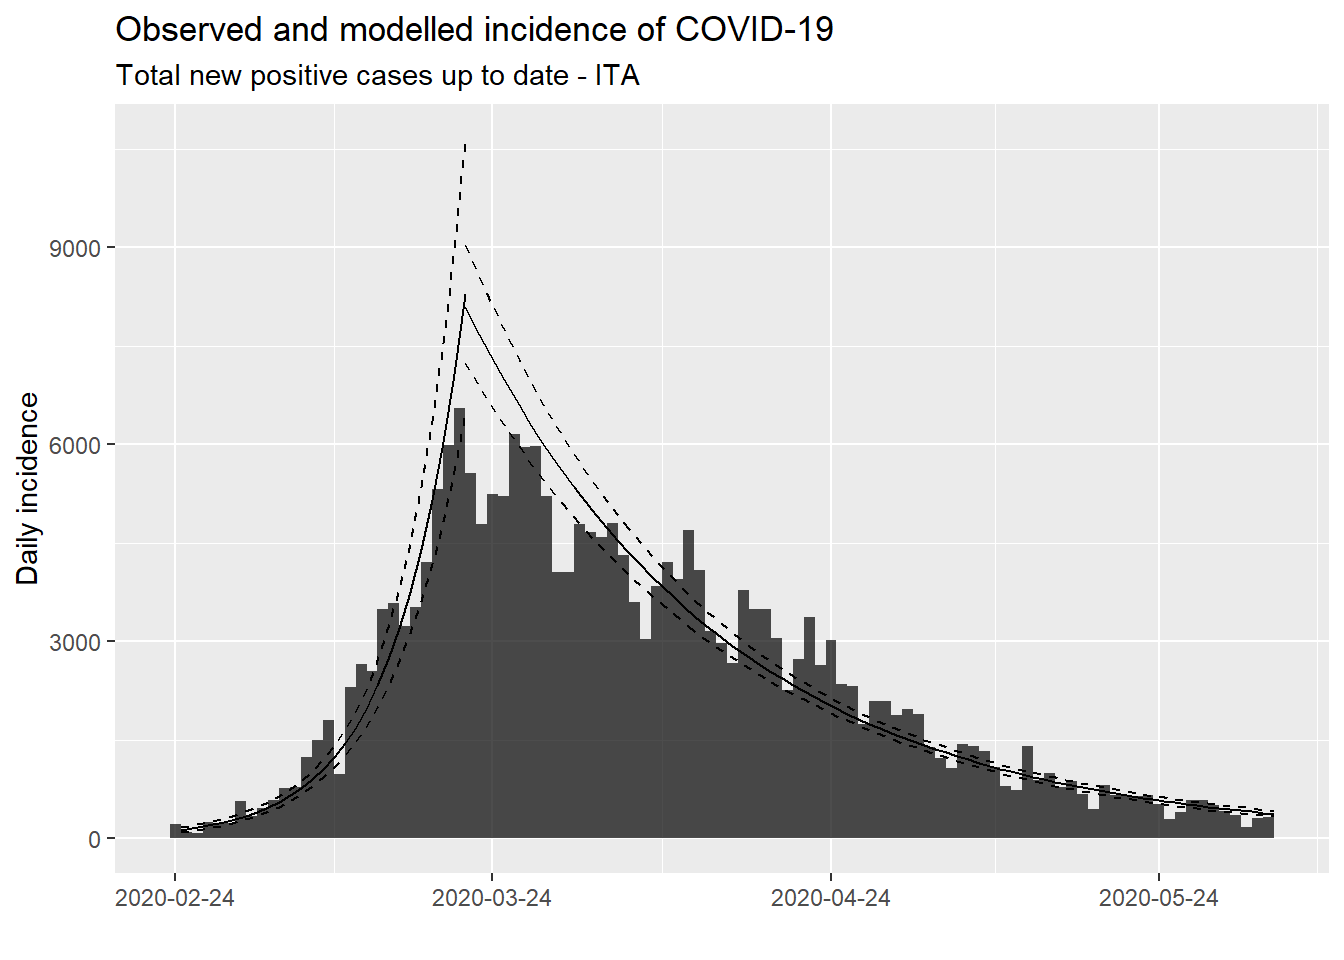 Observed and modelled incidence of COVID-19
Total new positive cases up to date - ITA
Daily incidence
9000
6000
3000
0
2020-02-24
2020-03-24
2020-04-24
2020-05-24